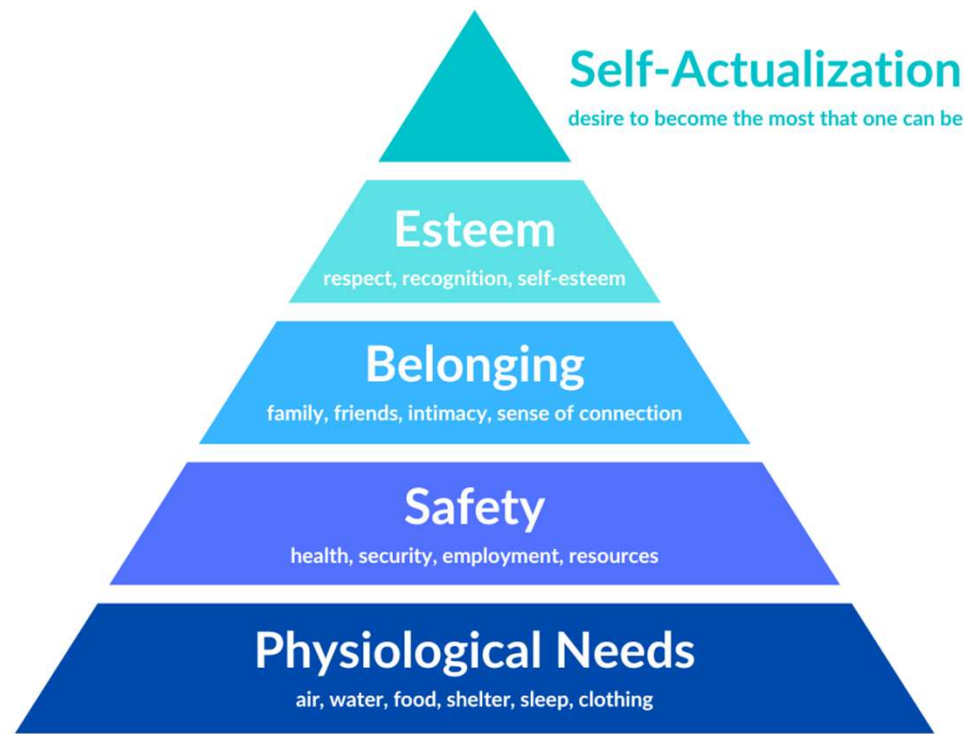 Self-Actualization
desire to become the most that one can be
Esteem
respect, recognition, self-esteem
Belonging
family, friends, intimacy, sense of connection
Safety
health, security, employment, resources
Physiological Needs
air, water, food, shelter, sleep, clothing